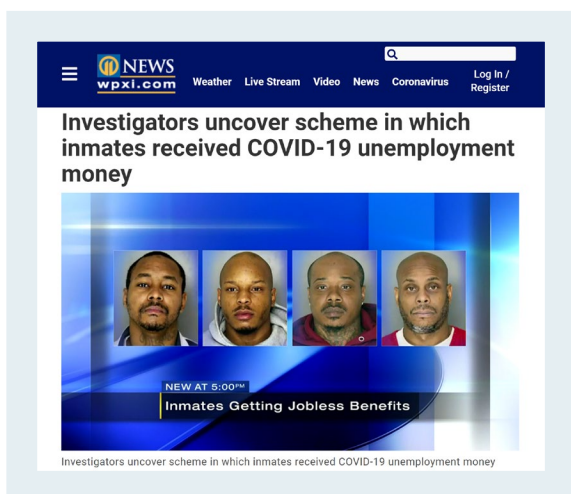 11 NEWS
wpxi.com
Weather Live Stream Video News Coronavirus Log In /
Register
Investigators uncover scheme in which
inmates received COVID-19 unemployment
money
NEW AT 5:00PM
Inmates Getting Jobless Benefits
Investigators uncover scheme in which inmates received COVID-19 unemployment money